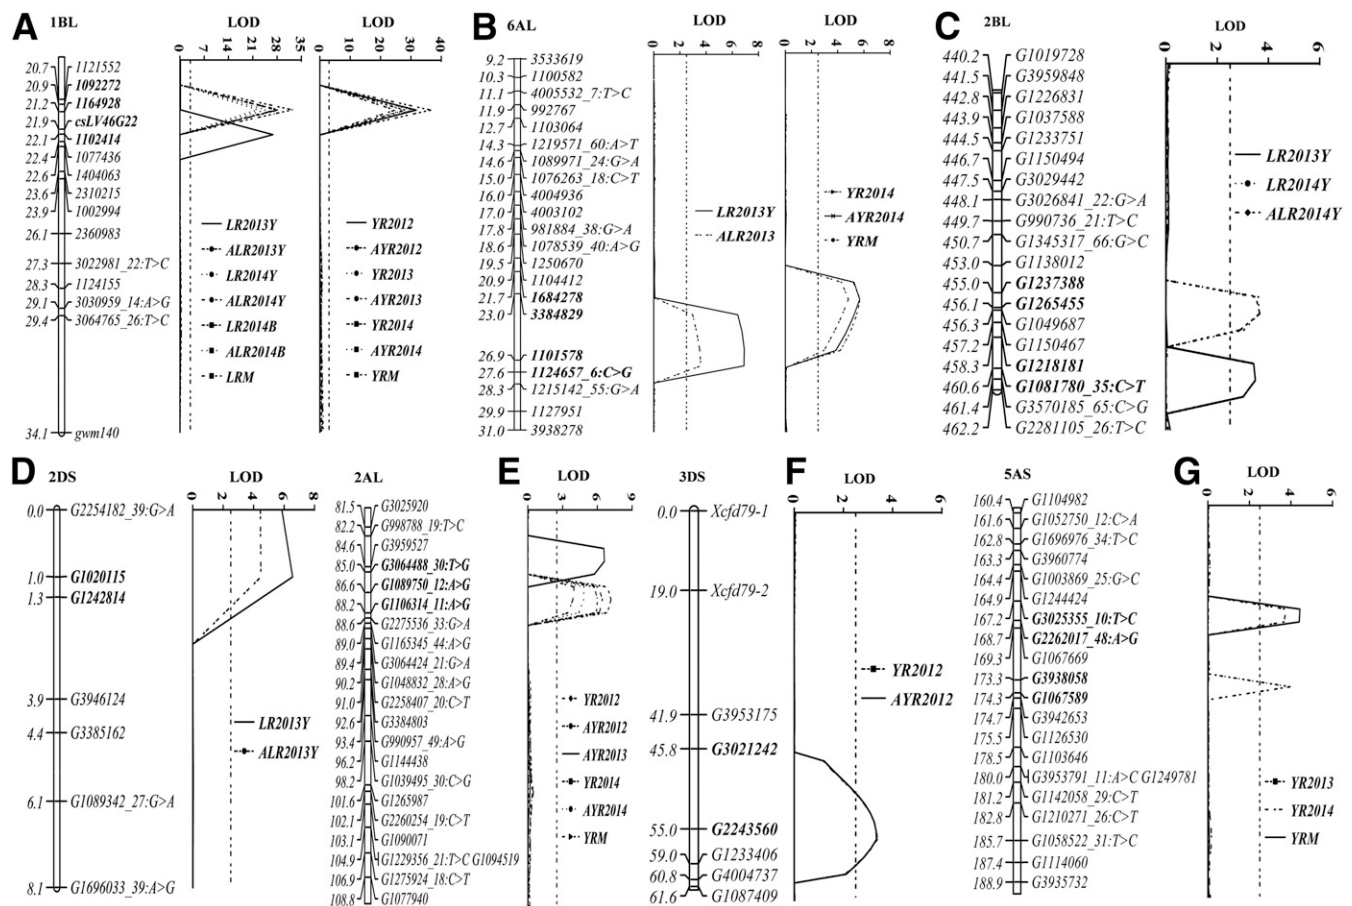 A 1BL LOD LOD
0 7 14 21 28 35
0 10 20 30 40
20.7 1121552
20.9 1092272
21.2 1164928
21.9 csLV46G22
22.1 1102414
22.4 1077436
22.6 1404063
23.6 2310215
23.9 1002994
26.1 2360983
27.3 3022981_22:T>C
28.3 1124155
29.1 3030959_14:A>G
29.4 3064765_26:T>C
34.1 gwm140
LR2013Y
ALR2013Y
LR2014Y
ALR2014Y
LR2014B
ALR2014B
LRM
YR2012
AYR2012
YR2013
AYR2013
YR2014
AYR2014
YRM
B 6AL LOD LOD
0 2 4 6 8
0 2 4 6 8
9.2 3533619
10.3 1100582
11.1 4005532_7:T>C
11.9 992767
12.7 1103064
14.3 1219571_60:A>T
14.6 1089971_24:G>A
15.0 1076263_18:C>T
16.0 4004936
17.0 4003102
17.8 981884_38:G>A
18.6 1078539_40:A>G
19.5 1250670
20.9 1104412
21.7 1684278
23.0 3384829
26.9 1101578
27.6 1124657_6:C>G
28.3 1215142_55:G>A
29.9 1127951
31.0 3938278
LR2013Y
ALR2013
YR2014
AYR2014
YRM
C 2BL LOD
0 2 4 6
440.2 G1019728
441.5 G3959848
442.8 G1226831
443.9 G1037588
444.5 G1233751
446.7 G1150494
447.5 G3029442
448.1 G3026841_22:G>A
449.7 G990736_21:T>C
450.7 G1345317_66:G>C
453.0 G1138012
455.0 G1237388
456.1 G1265455
456.3 G1049687
457.2 G1150467
458.3 G1218181
460.6 G1081780_35:C>T
461.4 G3570185_65:C>G
462.2 G2281105_26:T>C
LR2013Y
LR2014Y
ALR2014Y
D 2DS LOD
0 2 4 6 8
0.0 G2254182_39:G>A
1.0 G1020115
1.3 G1242814
3.9 G3946124
4.4 G3385162
6.1 G1089342_27:G>A
8.1 G1696033_39:A>G
LR2013Y
ALR2013Y
2AL E LOD
0 3 6 9
81.5 G3025920
82.2 G998788_19:T>C
84.6 G3959527
85.0 G3064488_30:T>G
86.6 G1089750_12:A>G
88.2 G1106314_11:A>G
88.6 G2275536_33:G>A
89.0 G1165345_44:A>G
89.4 G3064424_21:G>A
90.2 G1048832_28:A>G
91.0 G2258407_20:C>T
92.6 G3384803
93.4 G990957_49:A>G
96.2 G1144438
98.2 G1039495_30:C>G
101.6 G1265987
102.1 G2260254_19:C>T
103.1 G1090071
104.9 G1229356_21:T>C G1094519
106.9 G1275924_18:C>T
108.8 G1077940
YR2012
AYR2012
AYR2013
YR2014
AYR2014
YRM
3DS F LOD
0 2 4 6
0.0 Xcfd79-1
19.0 Xcfd79-2
41.9 G3953175
45.8 G3021242
55.0 G2243560
59.0 G1233406
60.8 G4004737
61.6 G1087409
YR2012
AYR2012
5AS G LOD
0 2 4 6
160.4 G1104982
161.6 G1052750_12:C>A
162.8 G1696976_34:T>C
163.3 G3960774
164.4 G1003869_25:G>C
164.9 G1244424
167.2 G3025355_10:T>C
168.7 G2262017_48:A>G
169.3 G1067669
173.3 G3938058
174.3 G1067589
174.7 G3942653
175.5 G1126530
178.5 G1103646
180.0 G3953791_11:A>C G1249781
181.2 G1142058_29:C>T
182.8 G1210271_26:C>T
185.7 G1058522_31:T>C
187.4 G1114060
188.9 G3935732
YR2013
YR2014
YRM